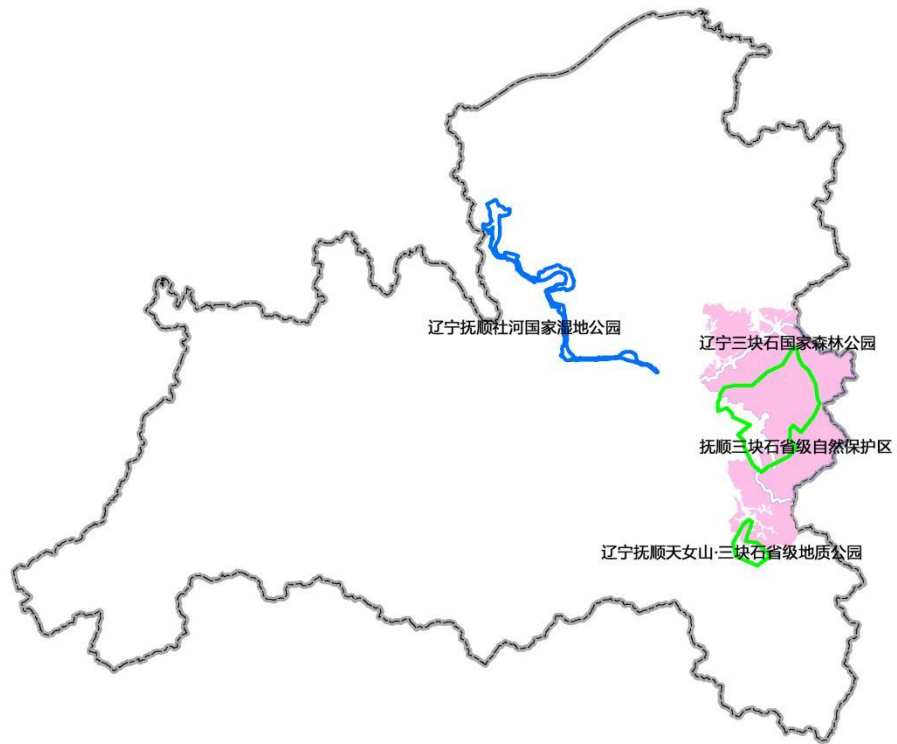 辽宁抚顺社河国家湿地公园
辽宁三块石国家森林公园
抚顺三块石省级自然保护区
辽宁抚顺天女山·三块石省级地质公园